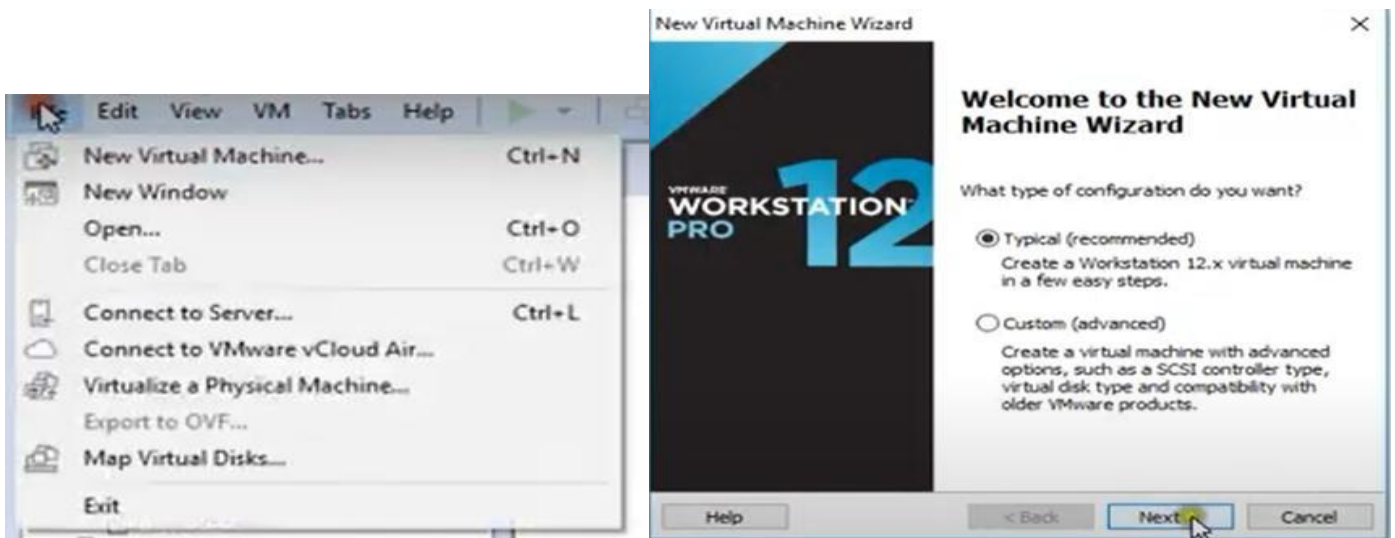 Edit View VM Tabs Help
New Virtual Machine... Ctrl+N
New Window
Open... Ctrl+O
Close Tab Ctrl+W
Connect to Server... Ctrl+L
Connect to VMware vCloud Air...
Virtualize a Physical Machine...
Export to OVF...
Map Virtual Disks...
Exit
New Virtual Machine Wizard
VMWARE
WORKSTATION 12
PRO
Welcome to the New Virtual
Machine Wizard
What type of configuration do you want?
Typical (recommended)
Create a Workstation 12.x virtual machine
in a few easy steps.
Custom (advanced)
Create a virtual machine with advanced
options, such as a SCSI controller type,
virtual disk type and compatibility with
older VMware products.
Help < Back Next Cancel